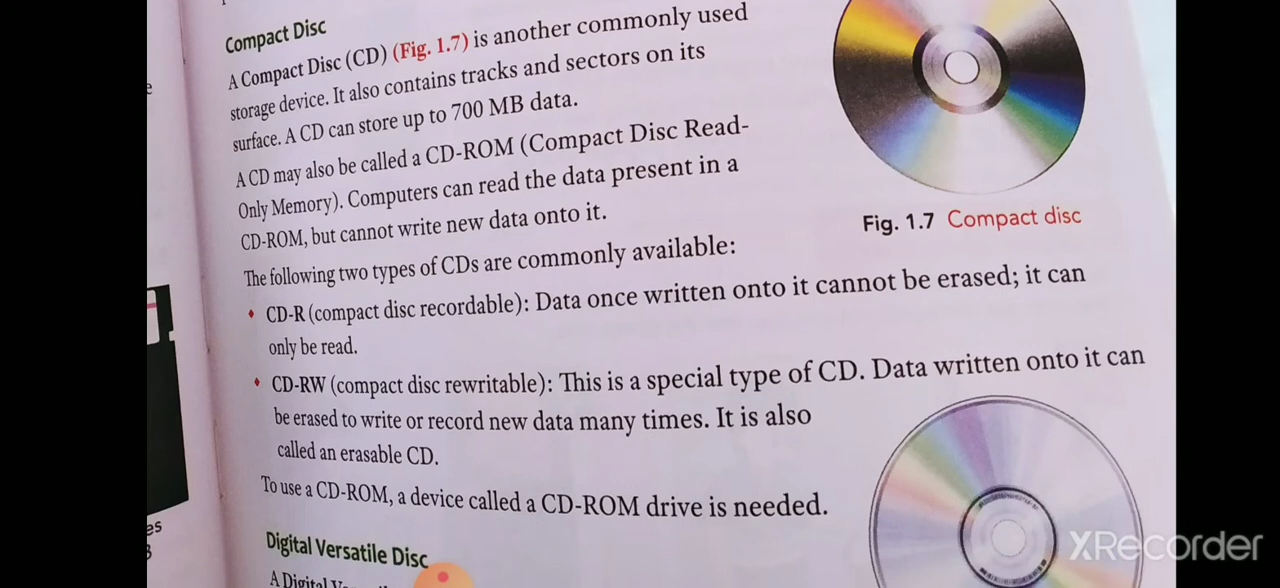 Compact Disc
A Compact Disc (CD) (Fig. 1.7) is another commonly used
storage device. It also contains tracks and sectors on its
surface. A CD can store up to 700 MB data.
A CD may also be called a CD-ROM (Compact Disc Read-
Only Memory). Computers can read the data present in a
CD-ROM, but cannot write new data onto it.
Fig. 1.7 Compact disc
The following two types of CDs are commonly available:
• CD-R (compact disc recordable): Data once written onto it cannot be erased; it can
only be read.
• CD-RW (compact disc rewritable): This is a special type of CD. Data written onto it can
be erased to write or record new data many times. It is also
called an erasable CD.
To use a CD-ROM, a device called a CD-ROM drive is needed.
Digital Versatile Disc
A Digital
XRecorder